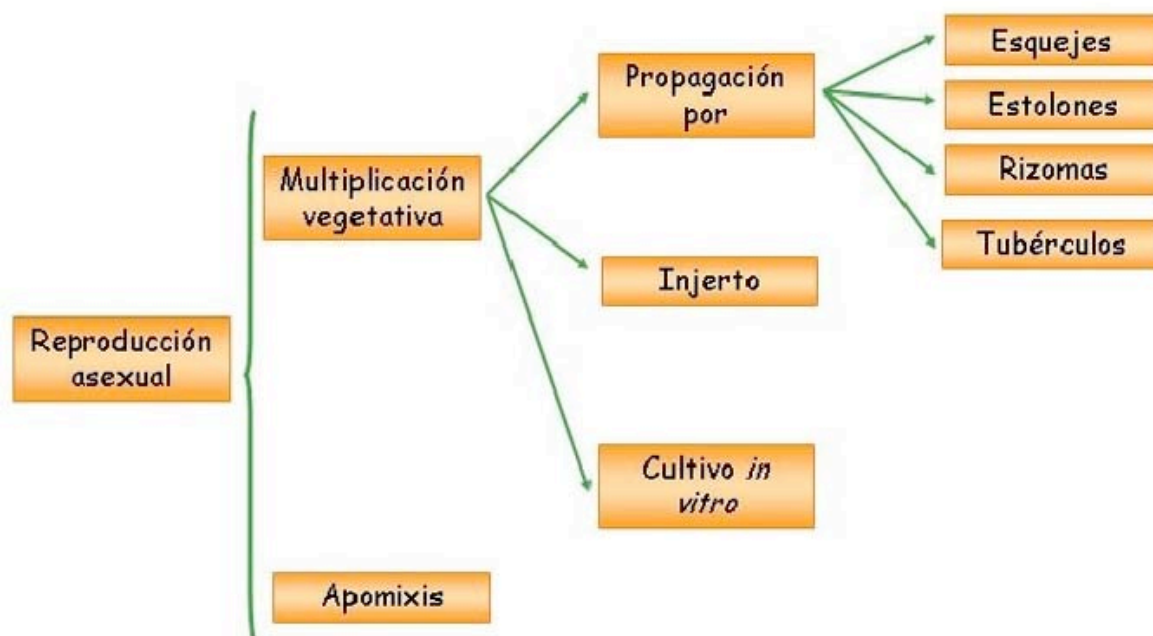 Reproducción
asexual
Multiplicación
vegetativa
Apomixis
Propagación
por
Injerto
Cultivo in
vitro
Esquejes
Estolones
Rizomas
Tubérculos